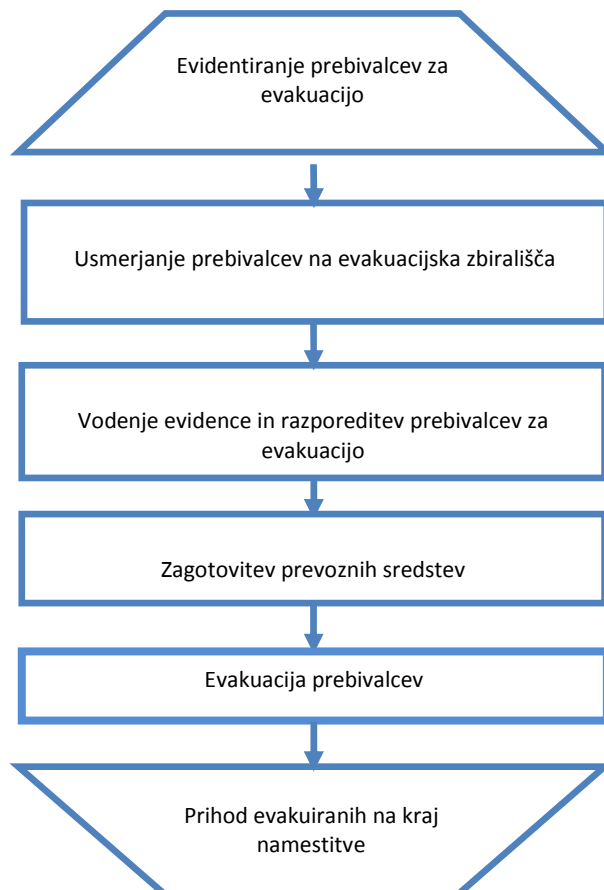 Evidentiranje prebivalcev za
evakuacijo
Usmerjanje prebivalcev na evakuacijska zbirališča
Vodenje evidence in razporeditev prebivalcev za
evakuacijo
Zagotovitev prevoznih sredstev
Evakuacija prebivalcev
Prihod evakuiranih na kraj
namestitve